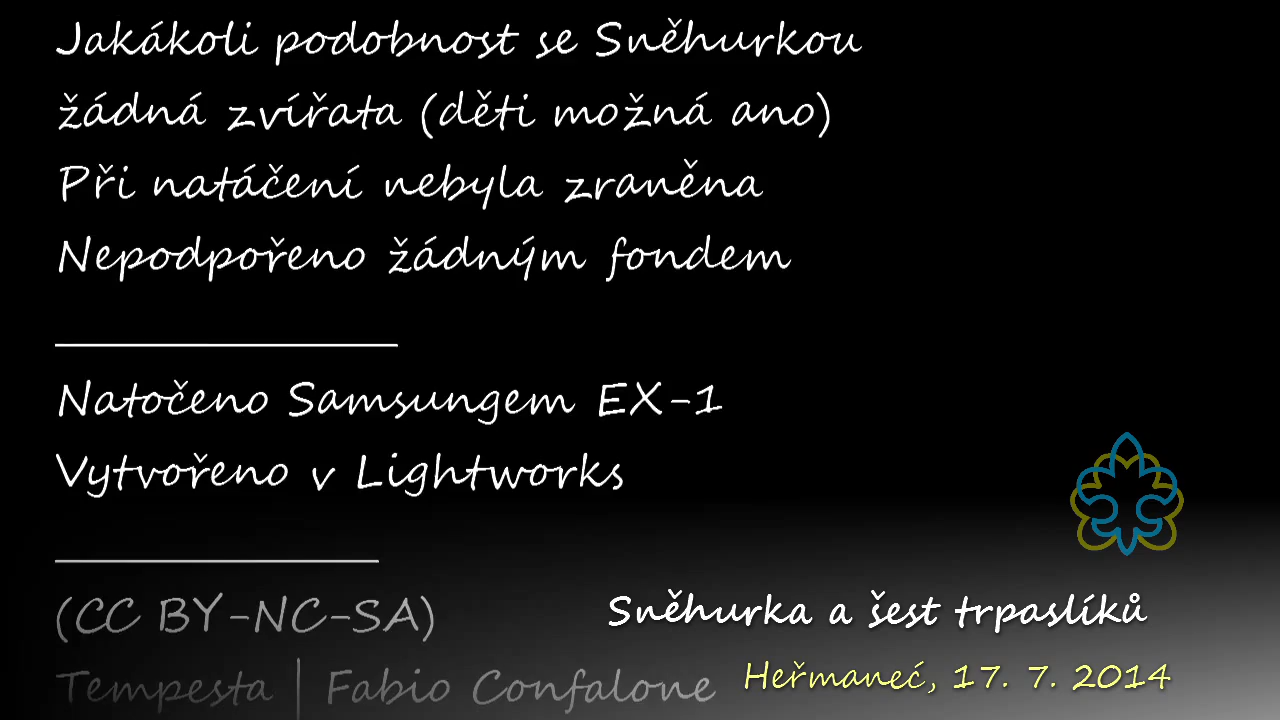 Jakákoli podobnost se Sněhurkou
žádná zvířata (děti možná ano)
Při natáčení nebyla zraněna
Nepodpořeno žádným fondem
Natočeno Samsungem EX-1
Vytvořeno v Lightworks
(CC BY-NC-SA)
Tempesta | Fabio Confalone
Sněhurka a šest trpaslíků
Heřmaneć, 17. 7. 2014